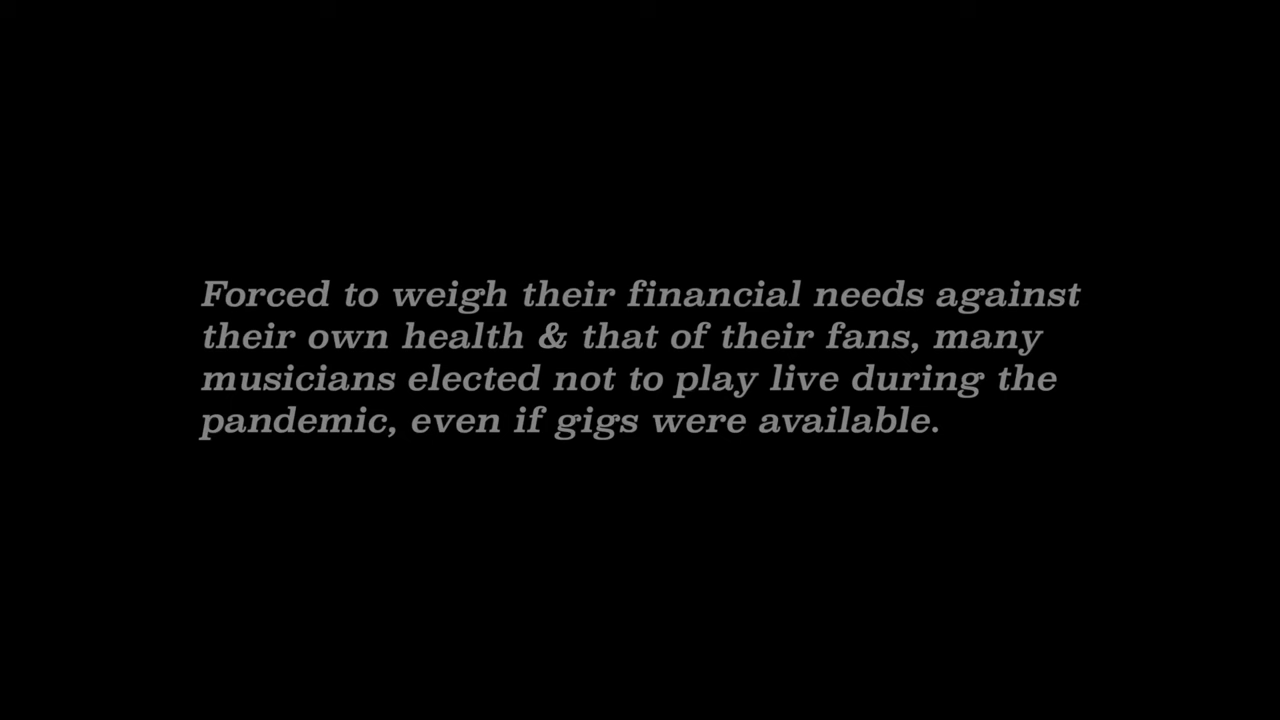 Forced to weigh their financial needs against
their own health & that of their fans, many
musicians elected not to play live during the
pandemic, even if gigs were available.